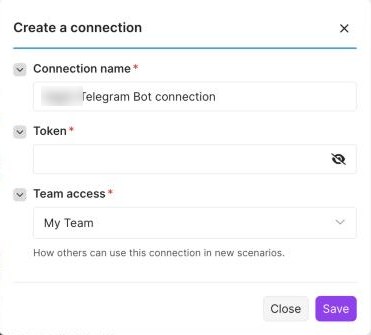 Create a connection
Connection name *
Telegram Bot connection
Token *
Team access *
My Team
How others can use this connection in new scenarios.
Close
Save